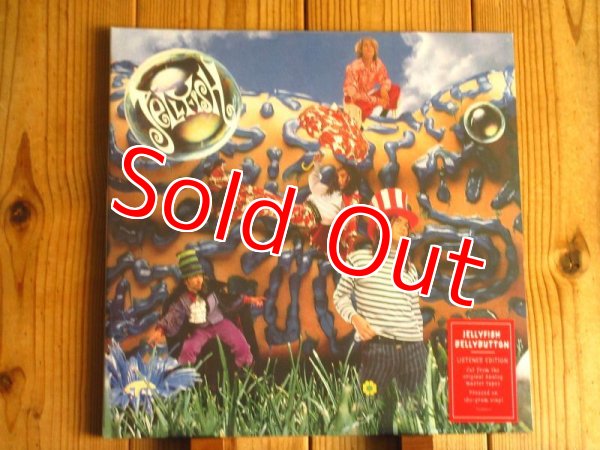 JELLYFISH
Sold Out
JELLYFISH
BELLYBUTTON
LISTENER EDITION
Cut from the
original analog
master tapes
Pressed on
180-gram vinyl